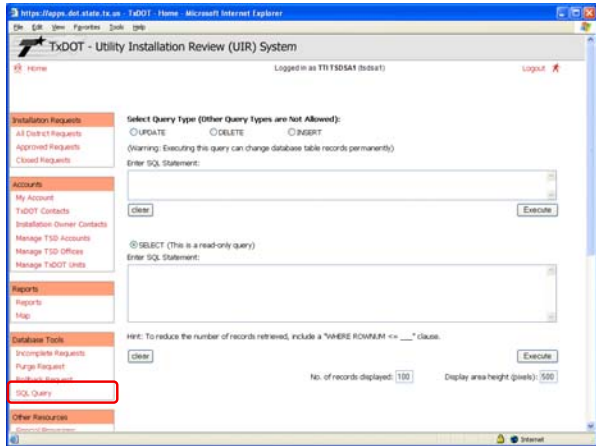 https://apps.dot.state.tx.us - TxDOT - Home - Microsoft Internet Explorer
File Edit View Favorites Tools Help
TxDOT - Utility Installation Review (UIR) System
Home
Logged in as TTI TSDSA1 (tsdsa1)
Logout
Installation Requests
All District Requests
Approved Requests
Closed Requests
Accounts
My Account
TxDOT Contacts
Installation Owner Contacts
Manage TSD Accounts
Manage TSD Offices
Manage TxDOT Units
Reports
Reports
Map
Database Tools
Incomplete Requests
Purge Request
Rollback Request
SQL Query
Other Resources
Select Query Type (Other Query Types are Not Allowed):
UPDATE DELETE INSERT
(Warning: Executing this query can change database table records permanently)
Enter SQL Statement:
clear Execute
SELECT (This is a read-only query)
Enter SQL Statement:
Hint: To reduce the number of records retrieved, include a "WHERE ROWNUM <= ___" clause.
clear Execute
No. of records displayed: 100 Display area height (pixels): 500
Internet